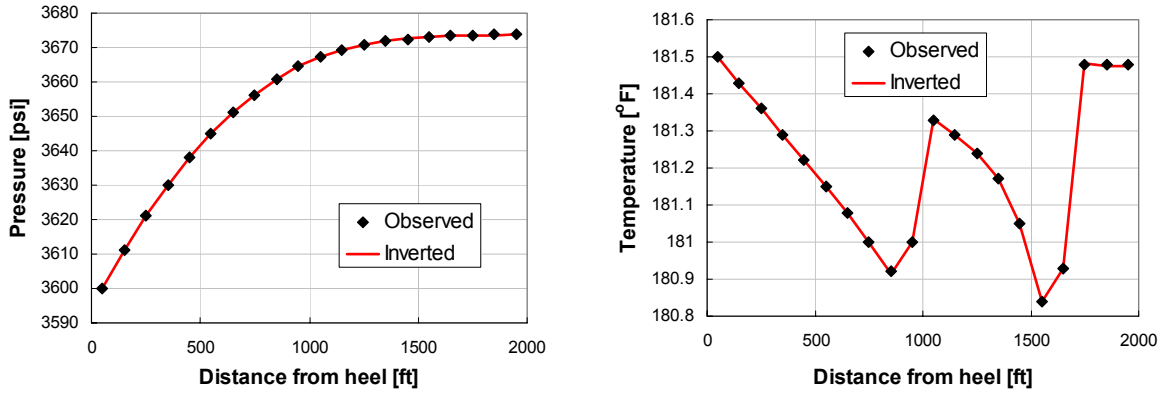 Pressure [psi]
3680
3670
3660
3650
3640
3630
3620
3610
3600
3590
Observed
Inverted
0 500 1000 1500 2000
Distance from heel [ft]
Temperature [°F]
181.6
181.5
181.4
181.3
181.2
181.1
181
180.9
180.8
Observed
Inverted
0 500 1000 1500 2000
Distance from heel [ft]